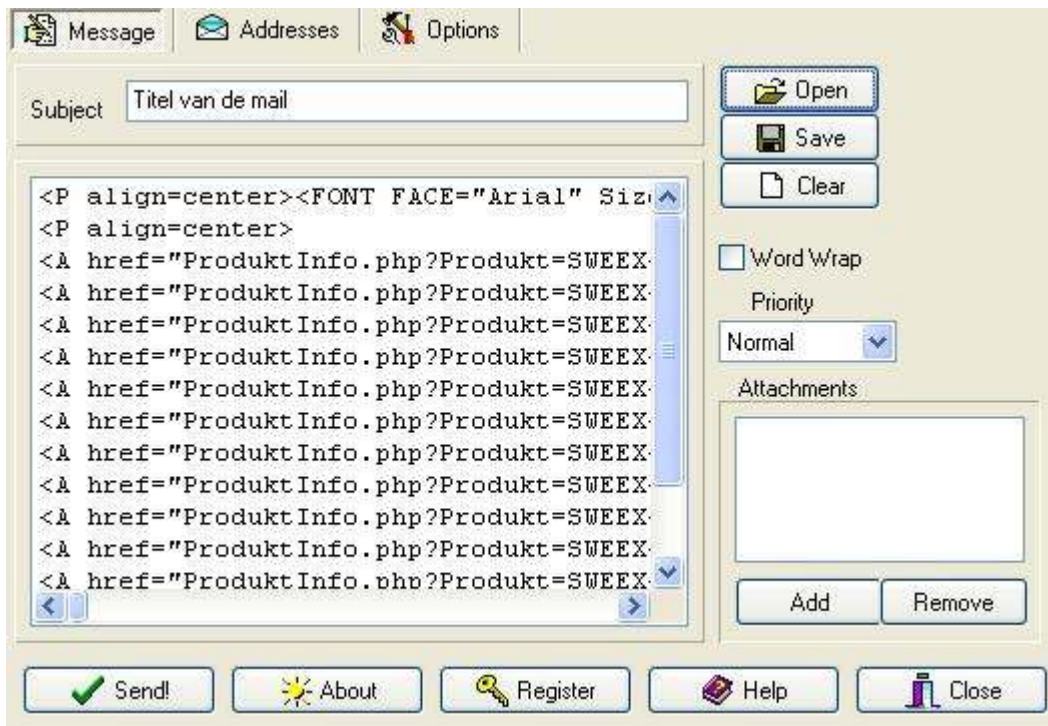 Message
Addresses
Options
Subject
Titel van de mail
Open
Save
Clear
<P align=center><FONT FACE="Arial" Siz
<P align=center>
<A href="ProduktInfo.php?Produkt=SWEEX
<A href="ProduktInfo.php?Produkt=SWEEX
<A href="ProduktInfo.php?Produkt=SWEEX
<A href="ProduktInfo.php?Produkt=SWEEX
<A href="ProduktInfo.php?Produkt=SWEEX
<A href="ProduktInfo.php?Produkt=SWEEX
<A href="ProduktInfo.php?Produkt=SWEEX
<A href="ProduktInfo.php?Produkt=SWEEX
<A href="ProduktInfo.php?Produkt=SWEEX
<A href="ProduktInfo.php?Produkt=SWEEX
<A href="ProduktInfo.php?Produkt=SWEEX
Word Wrap
Priority
Normal
Attachments
Add
Remove
Send!
About
Register
Help
Close